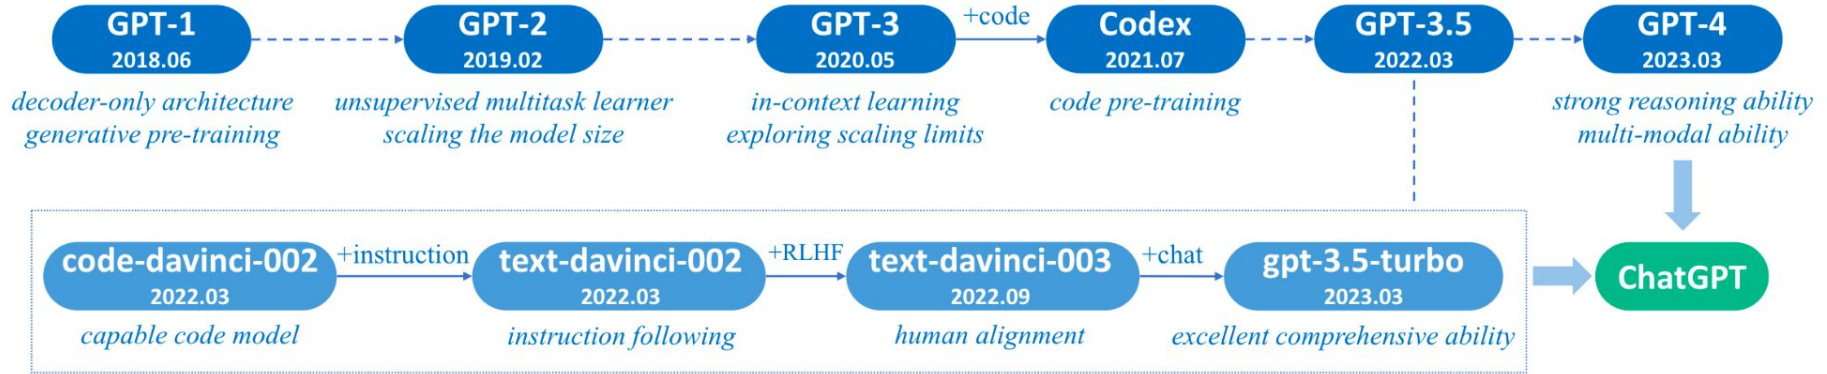 GPT-1
2018.06
GPT-2
2019.02
GPT-3
2020.05
+code
Codex
2021.07
GPT-3.5
2022.03
GPT-4
2023.03
decoder-only architecture
generative pre-training
unsupervised multitask learner
scaling the model size
in-context learning
exploring scaling limits
code pre-training
strong reasoning ability
multi-modal ability
code-davinci-002
2022.03
+instruction
text-davinci-002
2022.03
+RLHF
text-davinci-003
2022.09
+chat
gpt-3.5-turbo
2023.03
ChatGPT
capable code model
instruction following
human alignment
excellent comprehensive ability